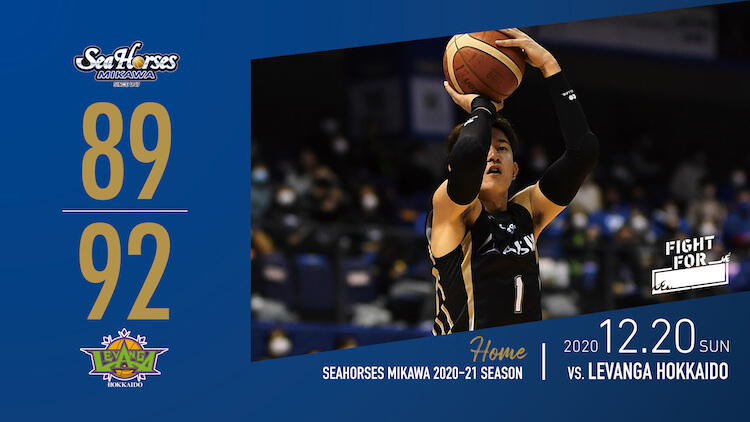 SeaHorses
MIKAWA
89
92
LEVANGA
HOKKAIDO
1
FIGHT
FOR
Home
SEAHORSES MIKAWA 2020-21 SEASON
2020 12.20 SUN
VS. LEVANGA HOKKAIDO